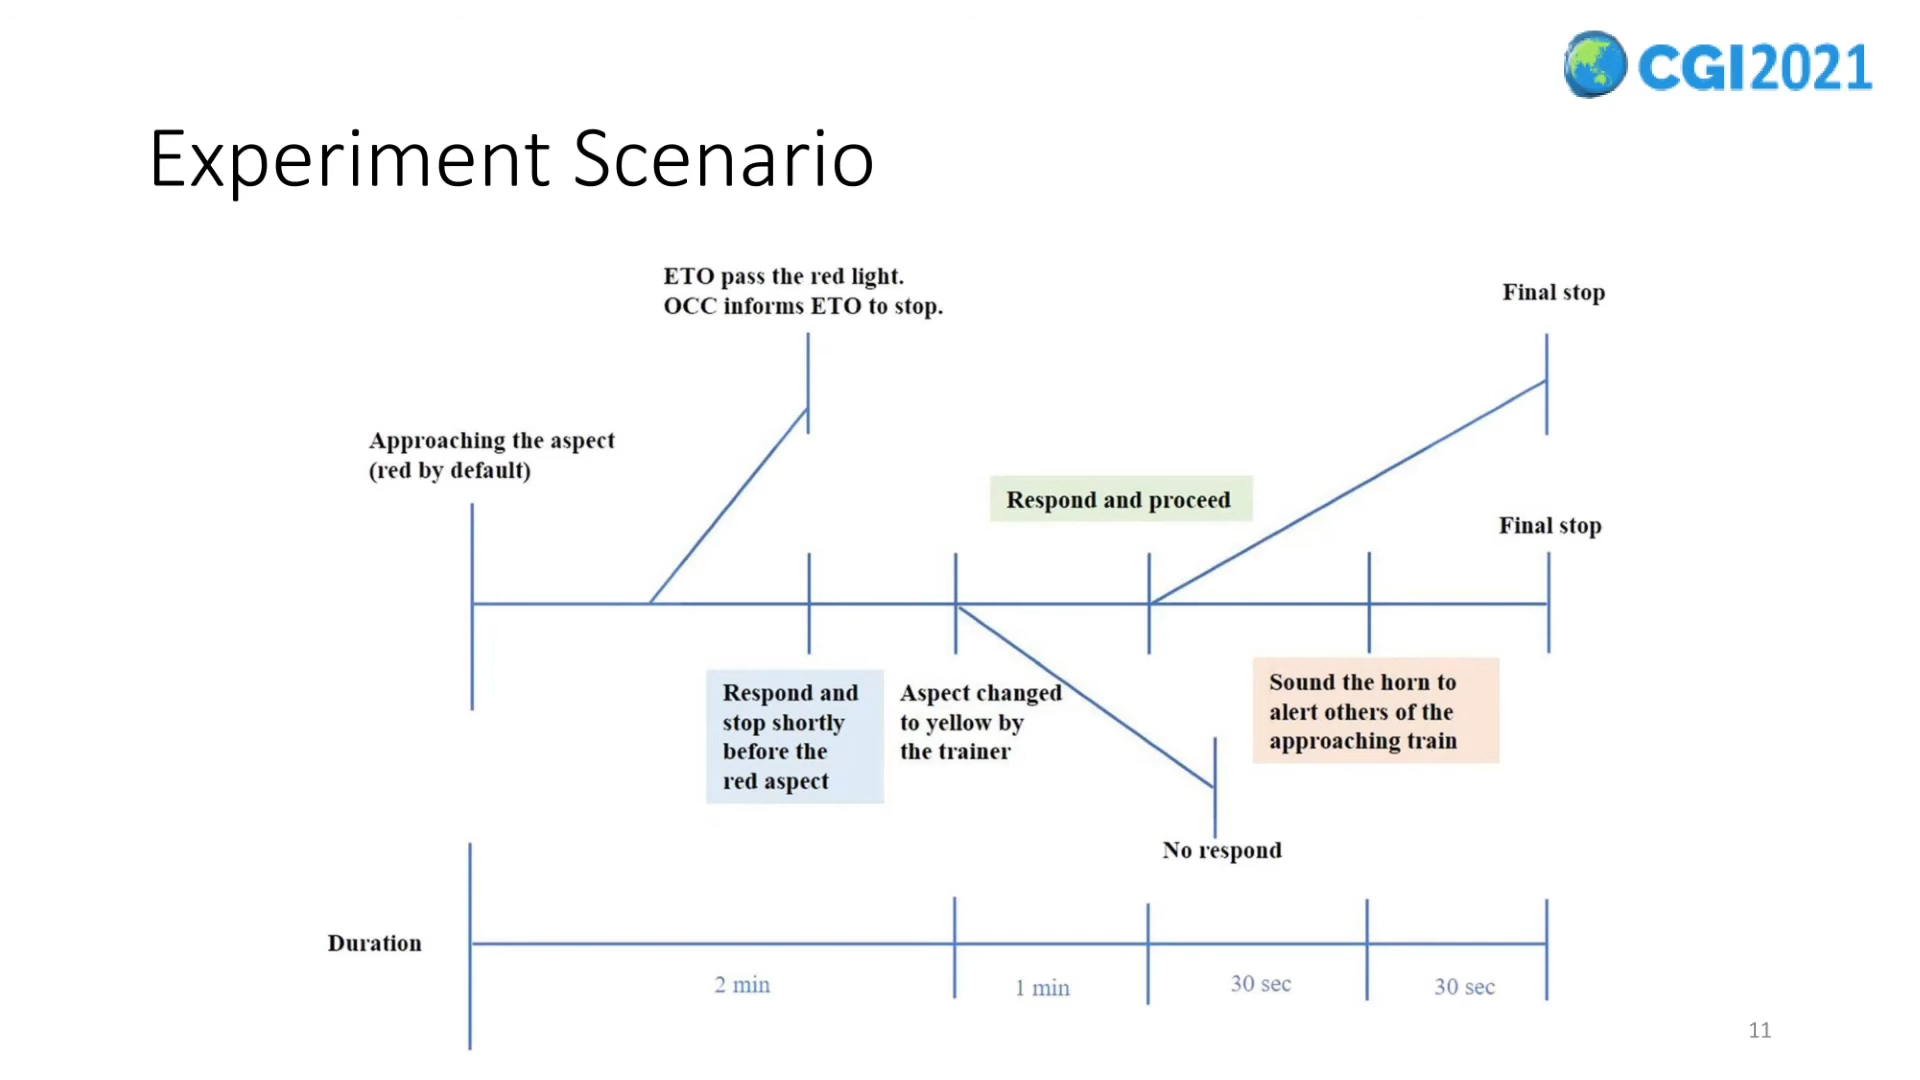 CGI2021
Experiment Scenario
ETO pass the red light.
OCC informs ETO to stop.
Final stop
Approaching the aspect
(red by default)
Respond and proceed
Final stop
Respond and
stop shortly
before the
red aspect
Aspect changed
to yellow by
the trainer
Sound the horn to
alert others of the
approaching train
No respond
Duration
2 min
1 min
30 sec
30 sec
11